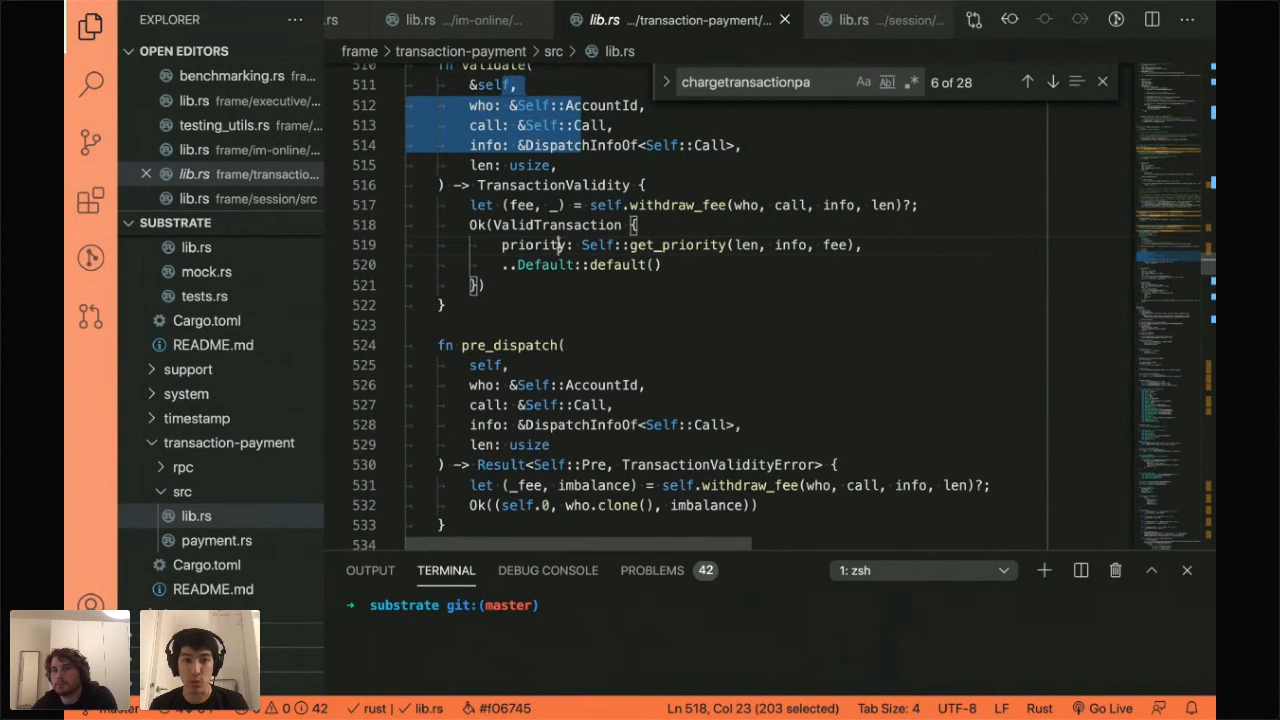 EXPLORER
OPEN EDITORS
benchmarking.rs fra...
lib.rs frame/executive/...
testing_utils.rs frame/...
lib.rs frame/im-online/...
lib.rs frame/transactio...
lib.rs frame/session/src
SUBSTRATE
lib.rs
mock.rs
tests.rs
Cargo.toml
README.md
support
system
timestamp
transaction-payment
rpc
src
lib.rs
payment.rs
Cargo.toml
README.md
.rs
lib.rs .../im-online/...
lib.rs .../transaction-payment/...
lib.rs .../session/...
frame > transaction-payment > src > lib.rs
chargetransactionpa
Aa Abl .* 6 of 28
510 fn validate(
511 &self,
512 who: &Self::AccountId,
513 call: &Self::Call,
514 info: &DispatchInfoOf<Self::Call>,
515 len: usize,
516 TransactionValidity {
517 let (fee, _) = self.withdraw_fee(who, call, info, len)?;
518 Ok(ValidTransaction {
519 priority: Self::get_priority(len, info, fee),
520 Default::default()
521 })
522 }
523
524 fn pre_dispatch(
525 self,
526 who: &Self::AccountId,
527 call: &Self::Call,
528 info: &DispatchInfoOf<Self::Call>,
529 len: usize
530 Result<Self::Pre, TransactionValidityError> {
531 let (_fee, imbalance) = self.withdraw_fee(who, call, info, len)?;
532 Ok((self.0, who.clone(), imbalance))
533 }
534
OUTPUT TERMINAL DEBUG CONSOLE PROBLEMS 42
1: zsh
substrate git:(master)
0 42 rust lib.rs #f06745 Ln 518, Col 23 (203 selected) Tab Size: 4 UTF-8 LF Rust Go Live